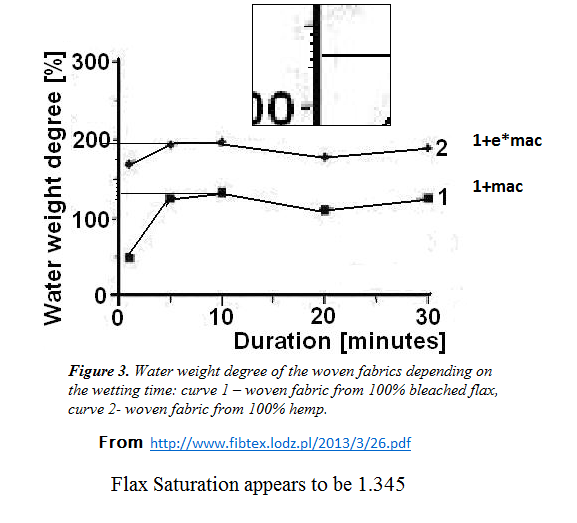 00
300
200
100
0
Water weight degree [%]
2
1
1+e*mac
1+mac
0 10 20 30
Duration [minutes]
Figure 3. Water weight degree of the woven fabrics depending on
the wetting time: curve 1 – woven fabric from 100% bleached flax,
curve 2- woven fabric from 100% hemp.
From http://www.fibtex.lodz.pl/2013/3/26.pdf
Flax Saturation appears to be 1.345